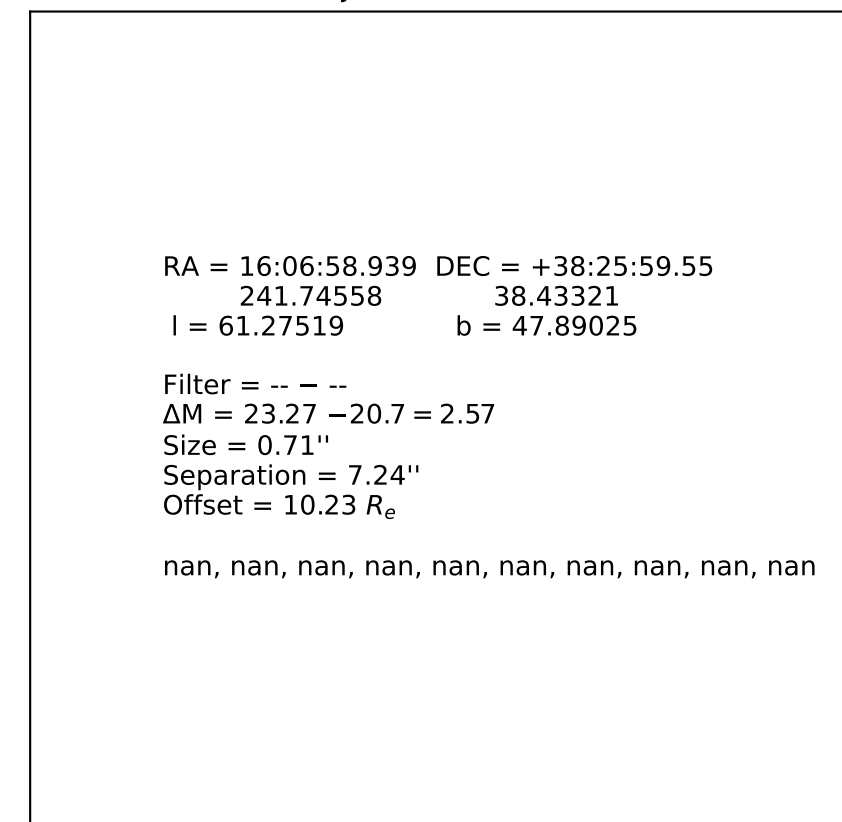 RA = 16:06:58.939 DEC = +38:25:59.55
241.74558 38.43321
l = 61.27519 b = 47.89025
Filter = -- − --
ΔM = 23.27 −20.7 = 2.57
Size = 0.71''
Separation = 7.24''
Offset = 10.23 Re
nan, nan, nan, nan, nan, nan, nan, nan, nan, nan